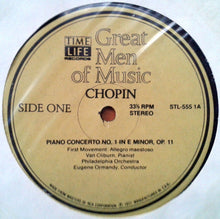 TIME
LIFE
Great
Men
of Music
CHOPIN
SIDE ONE
33⅓ RPM
STEREO
STL-555 1A
PIANO CONCERTO NO. 1 IN E MINOR, OP. 11
First Movement: Allegro maestoso
Van Cliburn, Pianist
Philadelphia Orchestra
Eugene Ormandy, Conductor